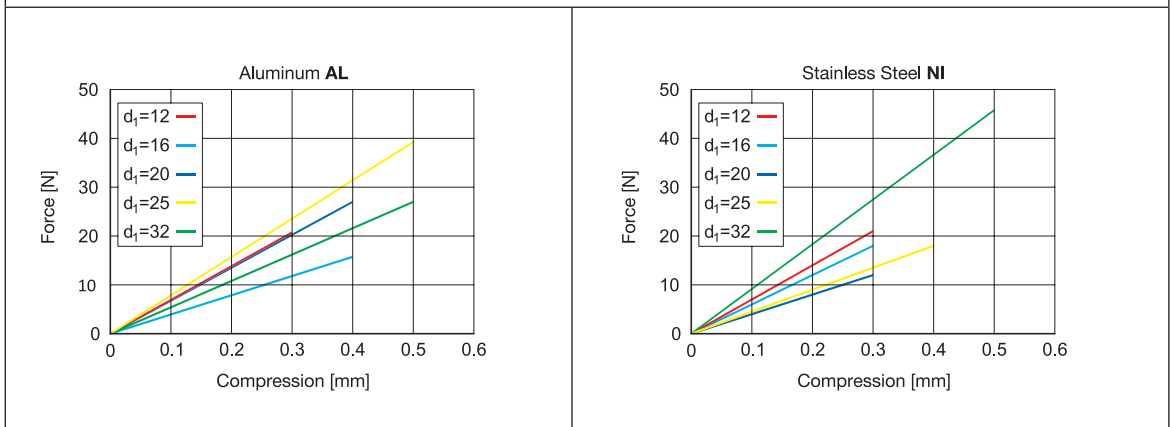 Aluminum AL
50
40
30
20
10
0
Force [N]
d1=12
d1=16
d1=20
d1=25
d1=32
0 0.1 0.2 0.3 0.4 0.5 0.6
Compression [mm]
Stainless Steel NI
50
40
30
20
10
0
Force [N]
d1=12
d1=16
d1=20
d1=25
d1=32
0 0.1 0.2 0.3 0.4 0.5 0.6
Compression [mm]